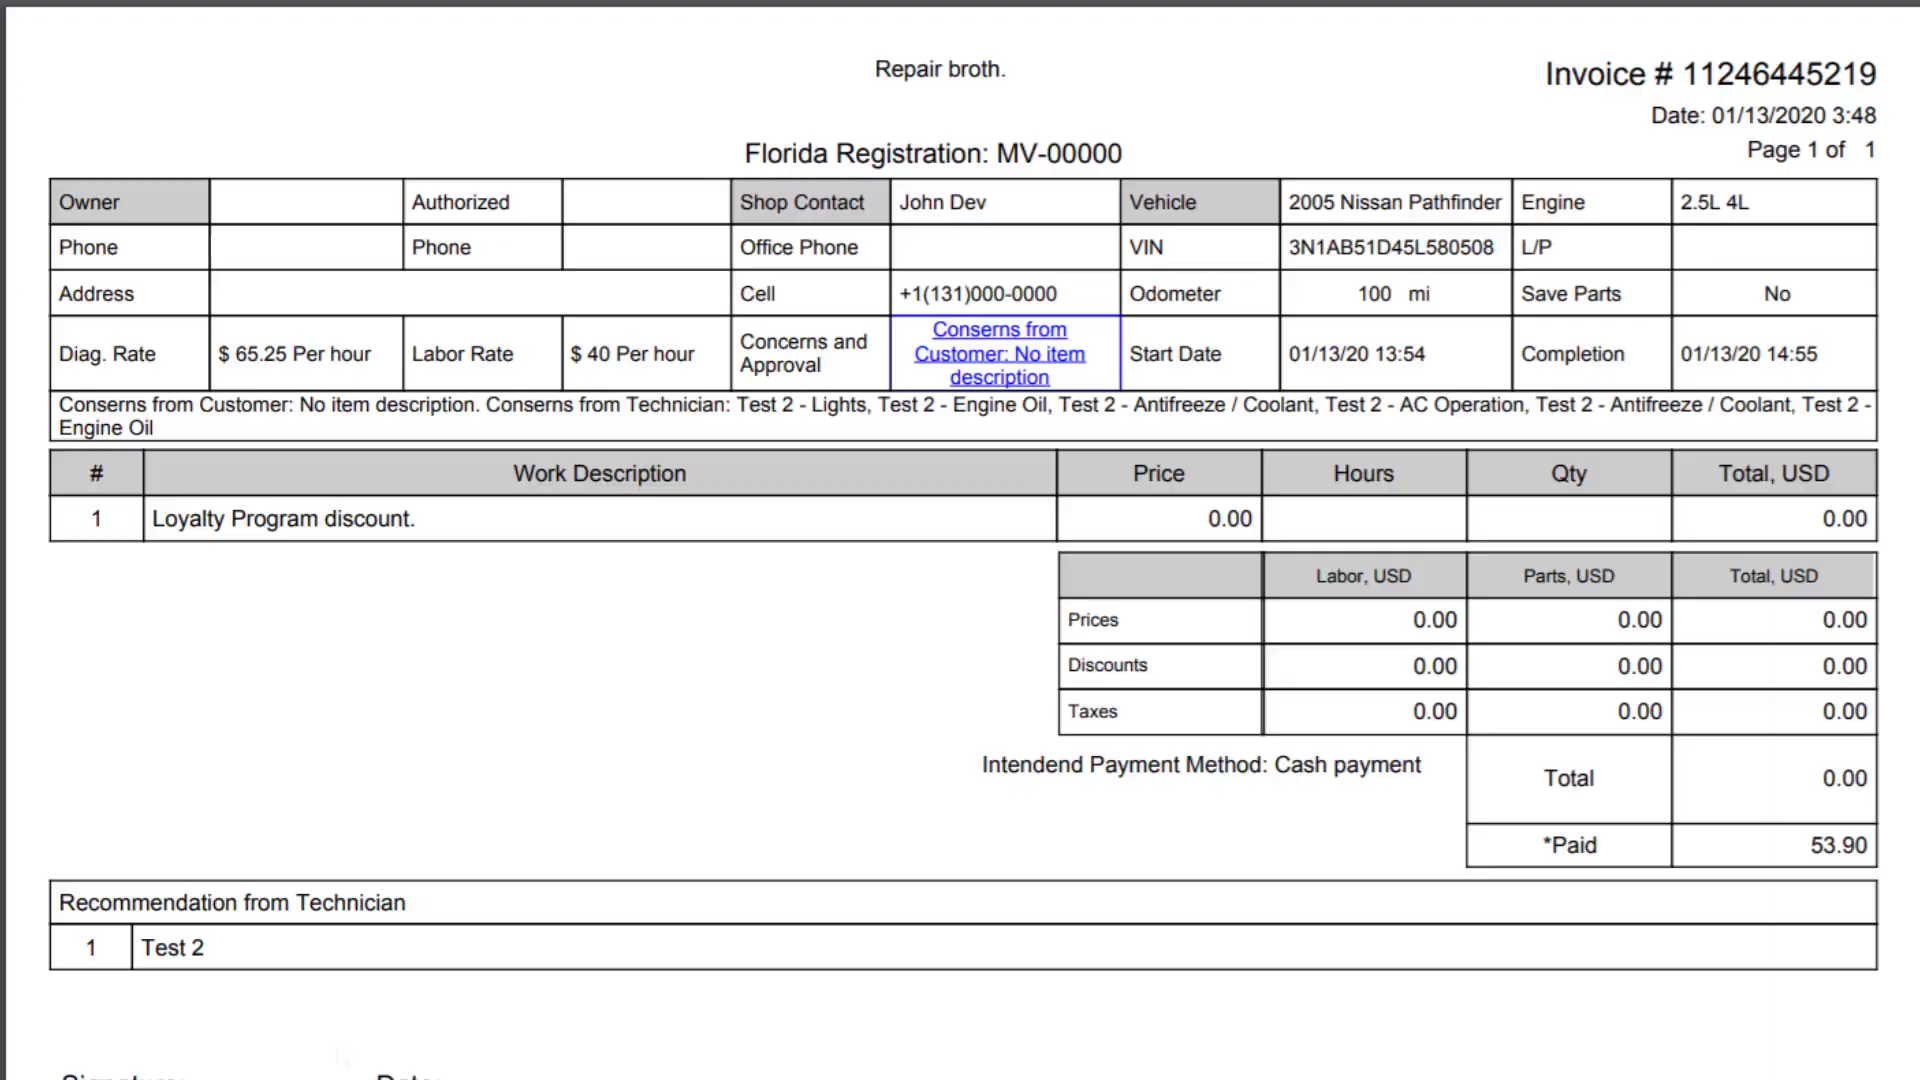 Repair broth.
Invoice # 11246445219
Date: 01/13/2020 3:48
Page 1 of 1
Florida Registration: MV-00000
Owner Authorized Shop Contact John Dev Vehicle 2005 Nissan Pathfinder Engine 2.5L 4L
Phone Phone Office Phone VIN 3N1AB51D45L580508 L/P
Address Cell +1(131)000-0000 Odometer 100 mi Save Parts No
Diag. Rate $ 65.25 Per hour Labor Rate $ 40 Per hour Concerns and Approval Conserns from Customer: No item description Start Date 01/13/20 13:54 Completion 01/13/20 14:55
Conserns from Customer: No item description. Conserns from Technician: Test 2 - Lights, Test 2 - Engine Oil, Test 2 - Antifreeze / Coolant, Test 2 - AC Operation, Test 2 - Antifreeze / Coolant, Test 2 -
Engine Oil
# Work Description Price Hours Qty Total, USD
1 Loyalty Program discount. 0.00 0.00
Labor, USD Parts, USD Total, USD
Prices 0.00 0.00 0.00
Discounts 0.00 0.00 0.00
Taxes 0.00 0.00 0.00
Intendend Payment Method: Cash payment
Total 0.00
*Paid 53.90
Recommendation from Technician
1 Test 2